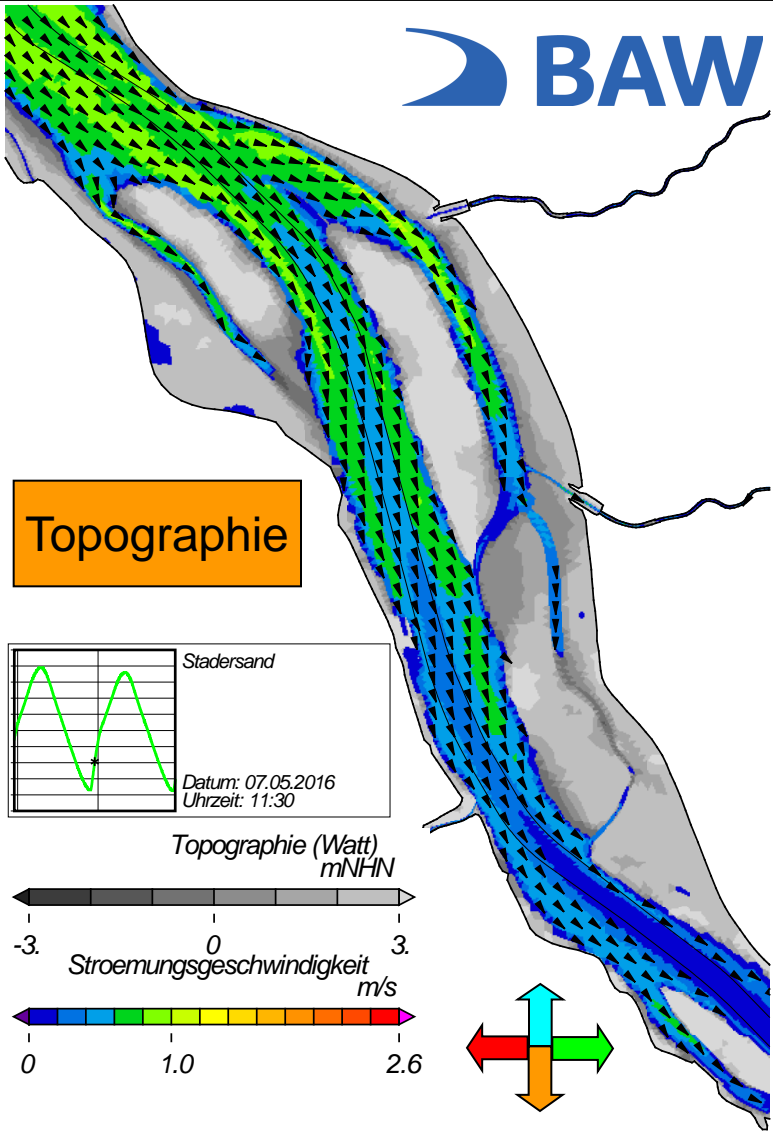 BAW
Topographie
Stadersand
*
Datum: 07.05.2016
Uhrzeit: 11:30
Topographie (Watt)
mNHN
-3. 0 3.
Stroemungsgeschwindigkeit
m/s
0 1.0 2.6